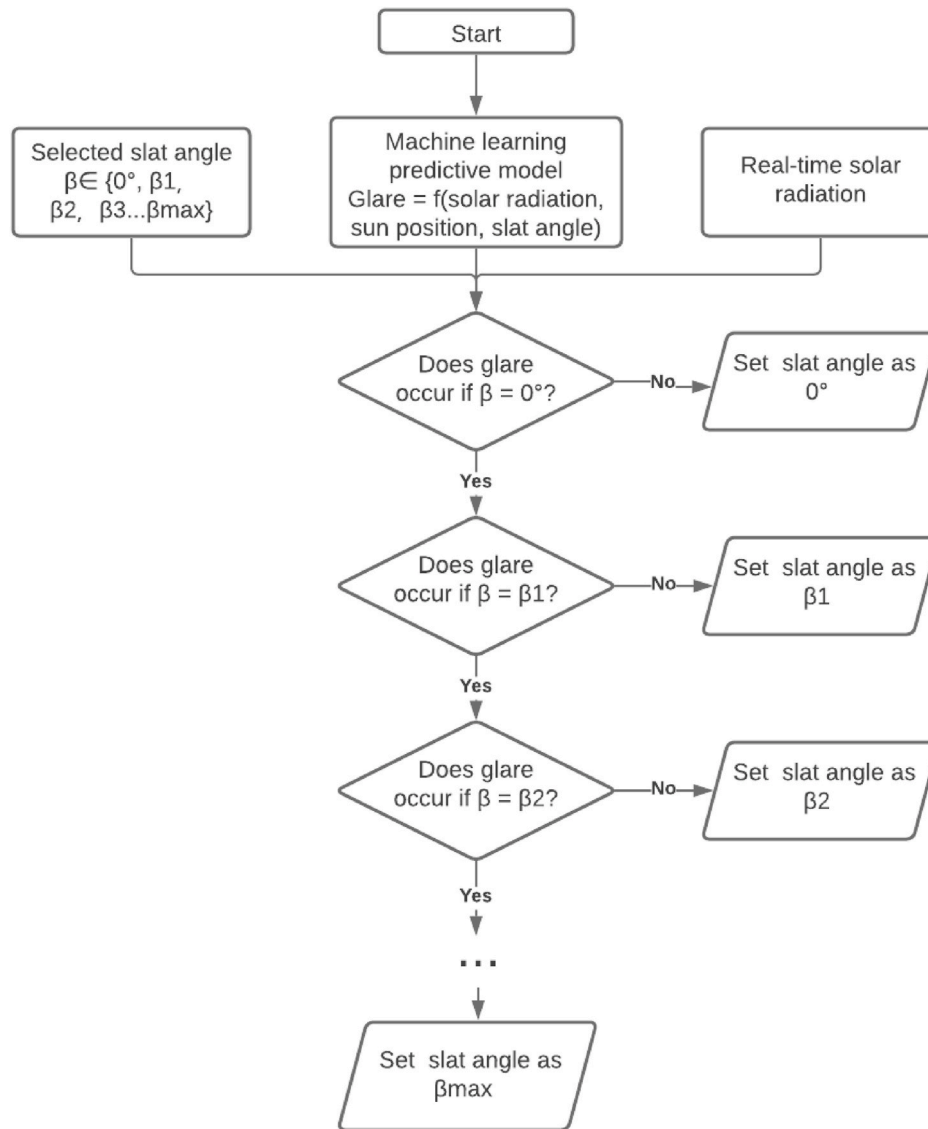 Start
Selected slat angle
β∈ {0°, β1,
β2, β3...βmax}
Machine learning
predictive model
Glare = f(solar radiation,
sun position, slat angle)
Real-time solar
radiation
Does glare
occur if β = 0°?
No
Set slat angle as
0°
Yes
Does glare
occur if β = β1?
No
Set slat angle as
β1
Yes
Does glare
occur if β = β2?
No
Set slat angle as
β2
Yes
...
Set slat angle as
βmax